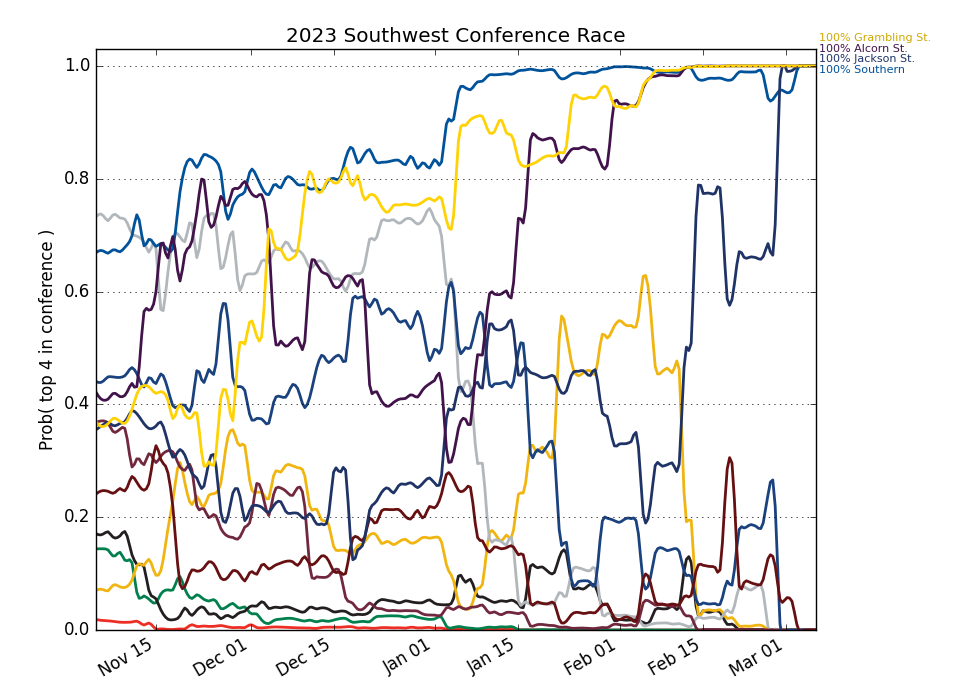 2023 Southwest Conference Race
100% Grambling St.
100% Alcorn St.
100% Jackson St.
100% Southern
Prob( top 4 in conference )
1.0
0.8
0.6
0.4
0.2
0.0
Nov 15
Dec 01
Dec 15
Jan 01
Jan 15
Feb 01
Feb 15
Mar 01